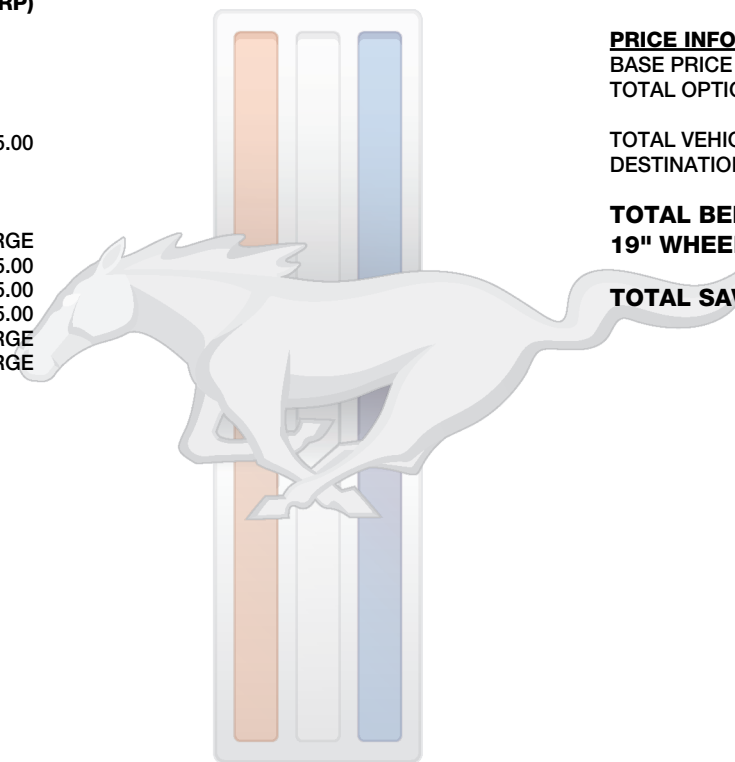 RP)
5.00
RGE
5.00
5.00
5.00
RGE
RGE
PRICE INFO
BASE PRICE
TOTAL OPTIO
TOTAL VEHIC
DESTINATION
TOTAL BE
19" WHEE
TOTAL SAV